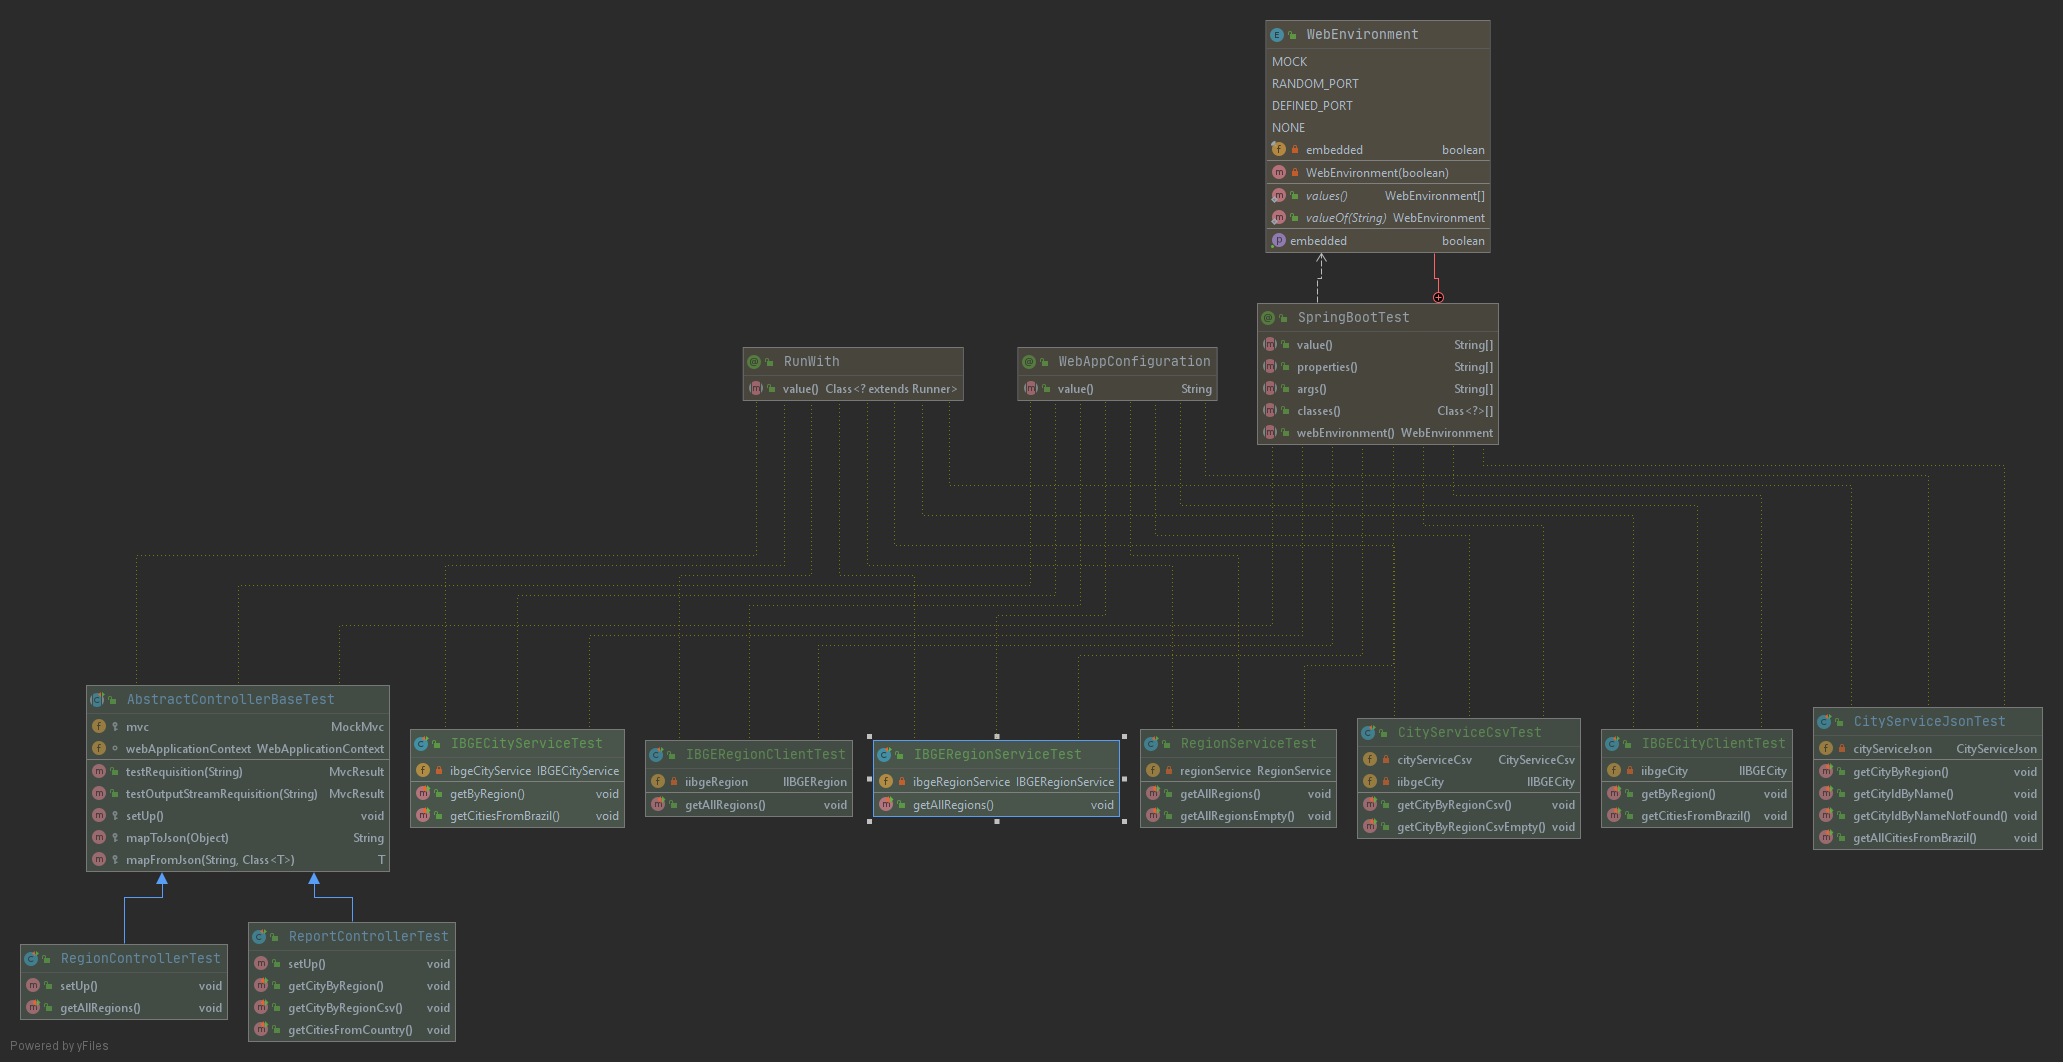 WebEnvironment
MOCK
RANDOM_PORT
DEFINED_PORT
NONE
embedded boolean
WebEnvironment(boolean)
values() WebEnvironment[]
valueOf(String) WebEnvironment
embedded boolean
SpringBootTest
value() String[]
properties() String[]
args() String[]
classes() Class<?>[]
webEnvironment() WebEnvironment
RunWith
value() Class<? extends Runner>
WebAppConfiguration
value() String
AbstractControllerBaseTest
mvc MockMvc
webApplicationContext WebApplicationContext
testRequisition(String) MvcResult
testOutputStreamRequisition(String) MvcResult
setUp() void
mapToJson(Object) String
mapFromJson(String, Class<T>) T
IBGECityServiceTest
ibgeCityService IBGECityService
getByRegion() void
getCitiesFromBrazil() void
IBGERegionClientTest
iibgeRegion IIBGERegion
getAllRegions() void
IBGERegionServiceTest
ibgeRegionService IBGERegionService
getAllRegions() void
RegionServiceTest
regionService RegionService
getAllRegions() void
getAllRegionsEmpty() void
CityServiceCsvTest
cityServiceCsv CityServiceCsv
iibgeCity IIBGECity
getCityByRegionCsv() void
getCityByRegionCsvEmpty() void
IBGECityClientTest
iibgeCity IIBGECity
getByRegion() void
getCitiesFromBrazil() void
CityServiceJsonTest
cityServiceJson CityServiceJson
getCityByRegion() void
getCityIdByName() void
getCityIdByNameNotFound() void
getAllCitiesFromBrazil() void
RegionControllerTest
setUp() void
getAllRegions() void
ReportControllerTest
setUp() void
getCityByRegion() void
getCityByRegionCsv() void
getCitiesFromCountry() void
Powered by yFiles